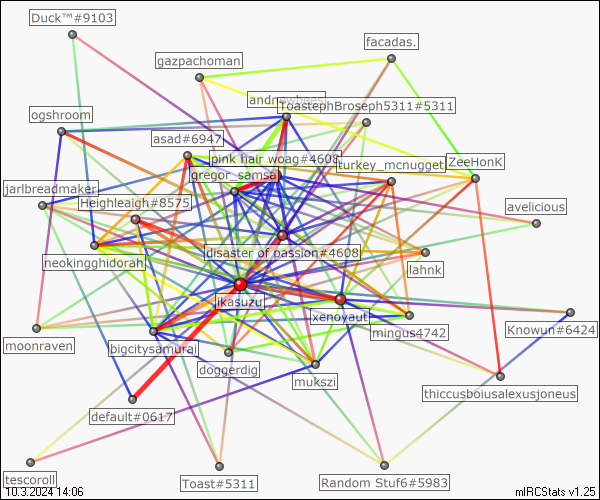 Duck™#9103
facadas.
gazpachoman
ToastephBroseph5311#5311
ogshroom
asad#6947
pink hair woag#4608
turkey_mcnugget
ZeeHonK
gregor_samsa
jarlbreadmaker
Heighleaigh#8575
avelicious
disaster of passion#4608
neokingghidorah
lahnk
jkasuzu
xenoyaut
mingus4742
Knowun#6424
moonraven
bigcitysamurai
doggerdig
mukszi
thiccusboiusalexusjoneus
default#0617
tescoroll
Toast#5311
Random Stuf6#5983
10.3.2024 14:06
mIRCStats v1.25